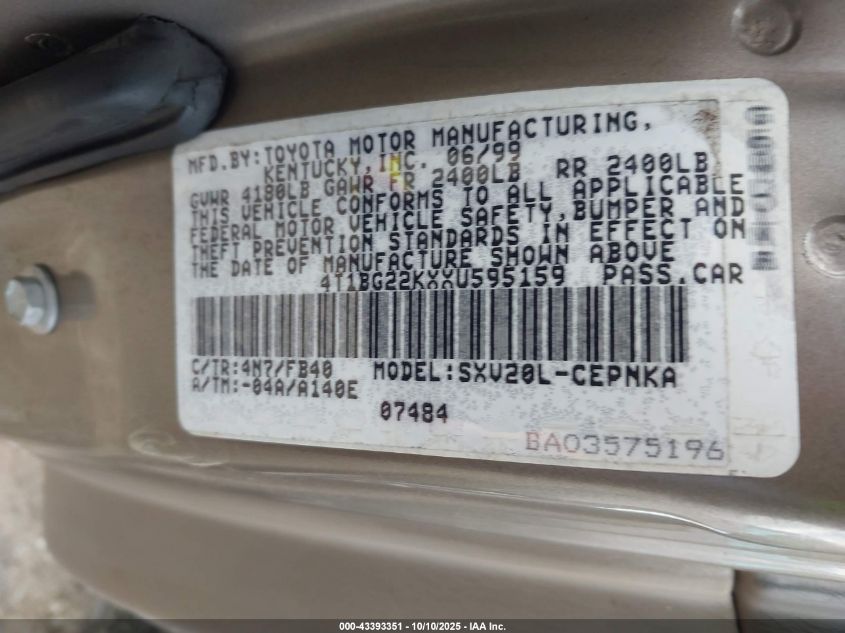 MFD.BY:TOYOTA MOTOR MANUFACTURING,
KENTUCKY,INC. 06/99
GVWR 4180LB GAWR FR 2400LB RR 2400LB
THIS VEHICLE CONFORMS TO ALL APPLICABLE
FEDERAL MOTOR VEHICLE SAFETY,BUMPER AND
THEFT PREVENTION STANDARDS IN EFFECT ON
THE DATE OF MANUFACTURE SHOWN ABOVE
4T1BG22KXXU595159 PASS.CAR
C/TR:4N7/FB40 MODEL:SXV20L-CEPNKA
A/TM:-04A/A140E
07484
BA03575196
000-43393351 - 10/10/2025 - IAA Inc.